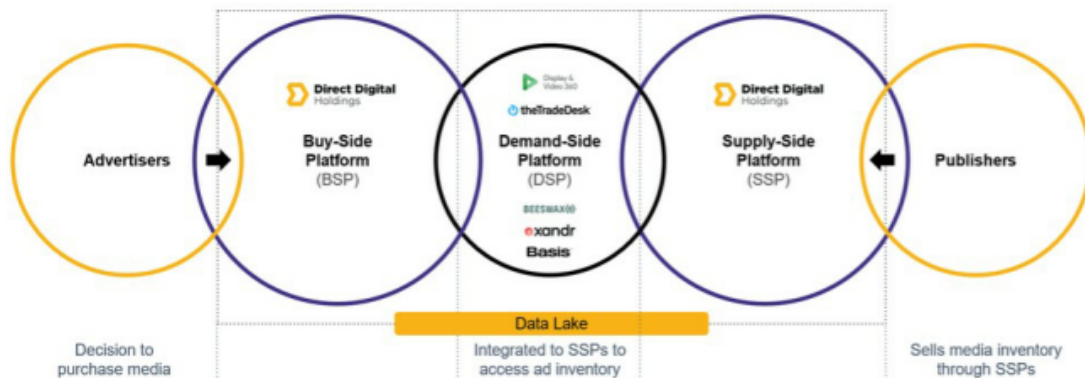 Advertisers
Direct Digital
Holdings
Buy-Side
Platform
(BSP)
Display &
Video 360
theTradeDesk
Demand-Side
Platform
(DSP)
BEESWAX
xandr
Basis
Direct Digital
Holdings
Supply-Side
Platform
(SSP)
Publishers
Data Lake
Decision to
purchase media
Integrated to SSPs to
access ad inventory
Sells media inventory
through SSPs